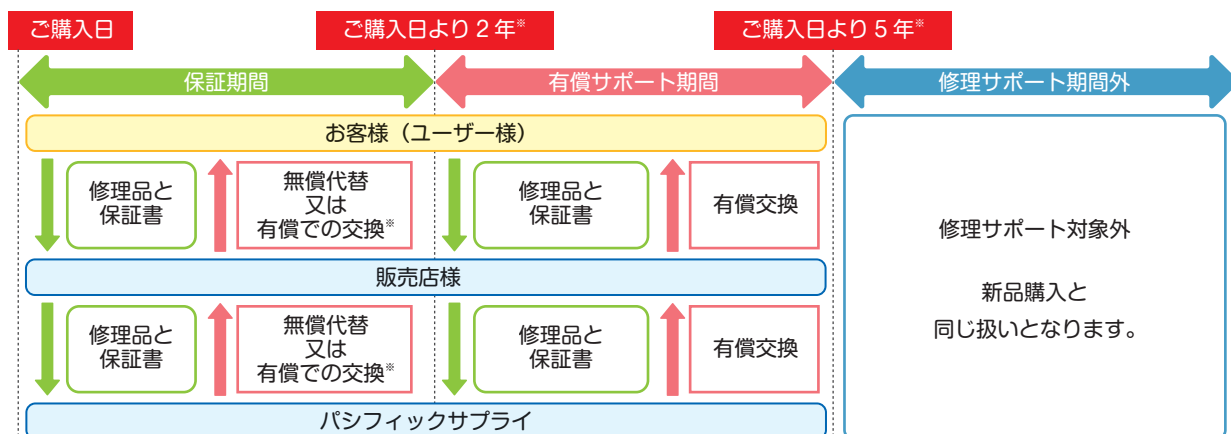 ご購入日
ご購入日より2年※
ご購入日より5年※
保証期間
有償サポート期間
修理サポート期間外
お客様（ユーザー様）
修理品と
保証書
無償代替
又は
有償での交換※
修理品と
保証書
有償交換
販売店様
修理品と
保証書
無償代替
又は
有償での交換※
修理品と
保証書
有償交換
パシフィックサプライ
修理サポート対象外
新品購入と
同じ扱いとなります。